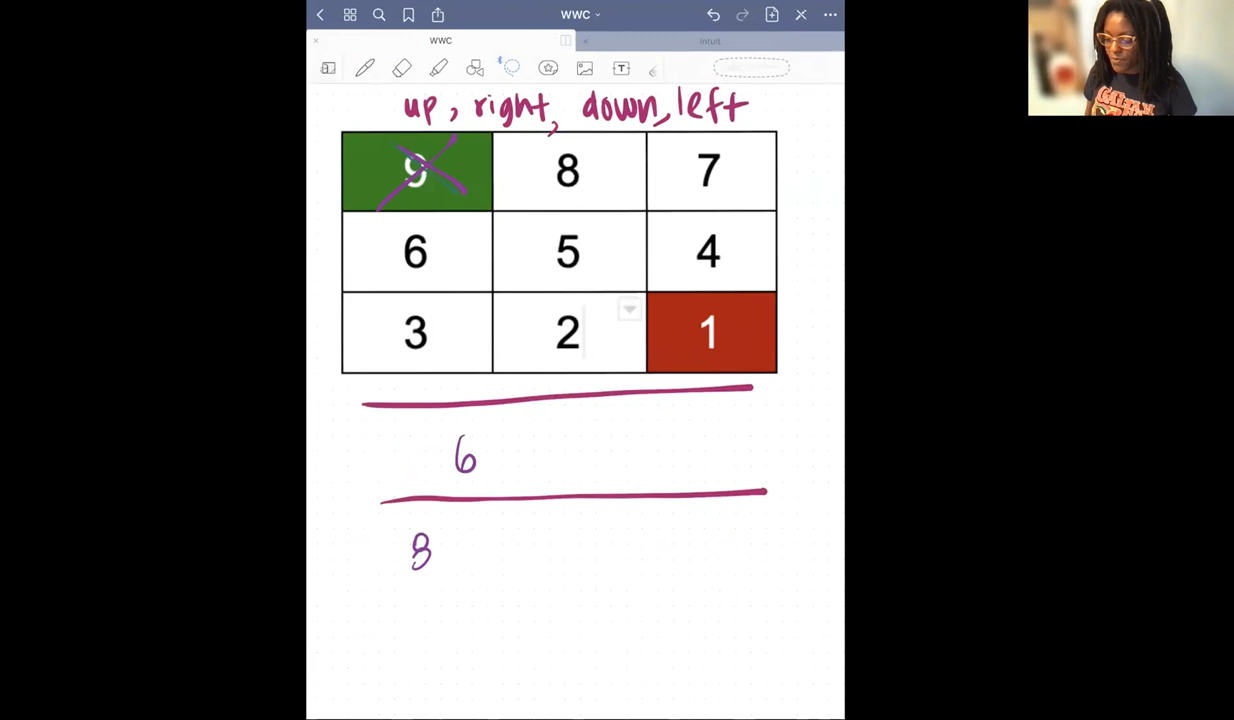 WWC
WWC
Intuit
T
up, right, down, left
9 8 7
6 5 4
3 2 1
6
8